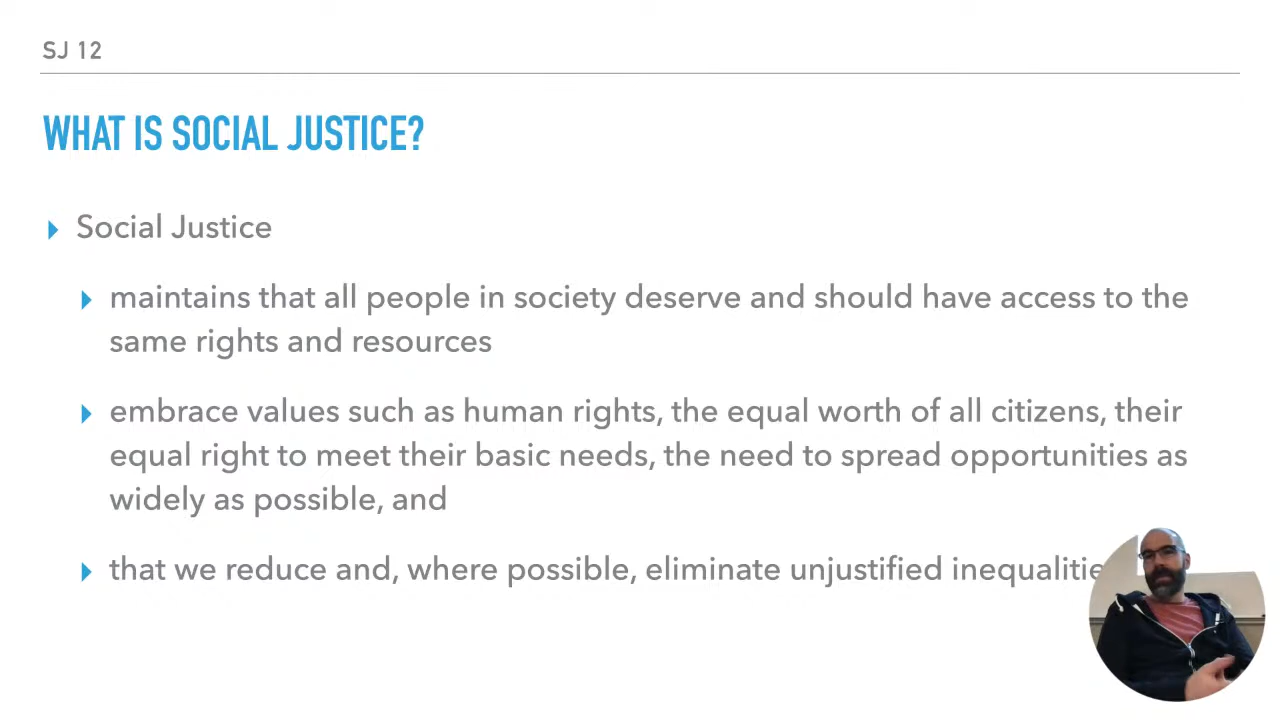 SJ 12
WHAT IS SOCIAL JUSTICE?
Social Justice
maintains that all people in society deserve and should have access to the
same rights and resources
embrace values such as human rights, the equal worth of all citizens, their
equal right to meet their basic needs, the need to spread opportunities as
widely as possible, and
that we reduce and, where possible, eliminate unjustified